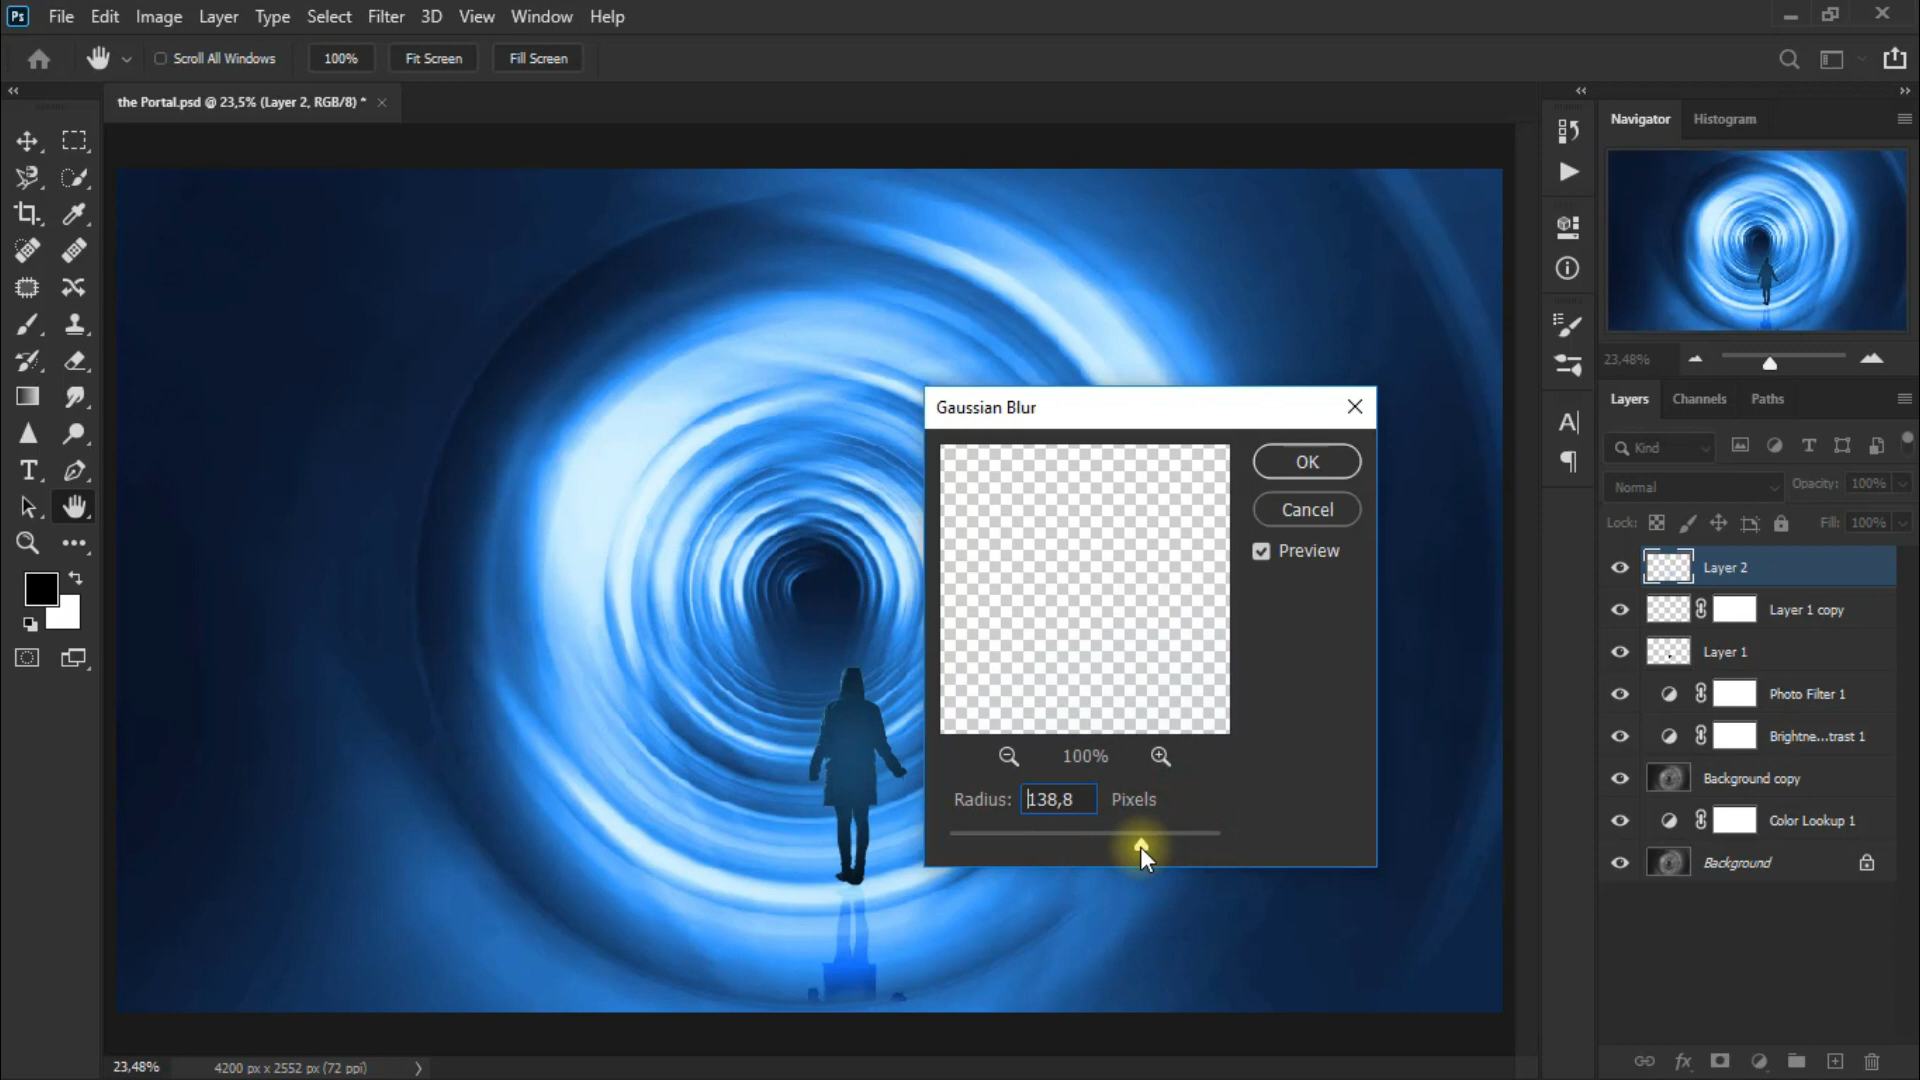 Ps File Edit Image Layer Type Select Filter 3D View Window Help
Scroll All Windows 100% Fit Screen Fill Screen
the Portal.psd @ 23,5% (Layer 2, RGB/8) *
Navigator Histogram
23,48%
Layers Channels Paths
Kind
Normal Opacity: 100%
Lock: Fill: 100%
Layer 2
Layer 1 copy
Layer 1
Photo Filter 1
Brightne...trast 1
Background copy
Color Lookup 1
Background
Gaussian Blur
OK
Cancel
Preview
100%
Radius: 138,8 Pixels
23,48% 4200 px x 2552 px (72 ppi)